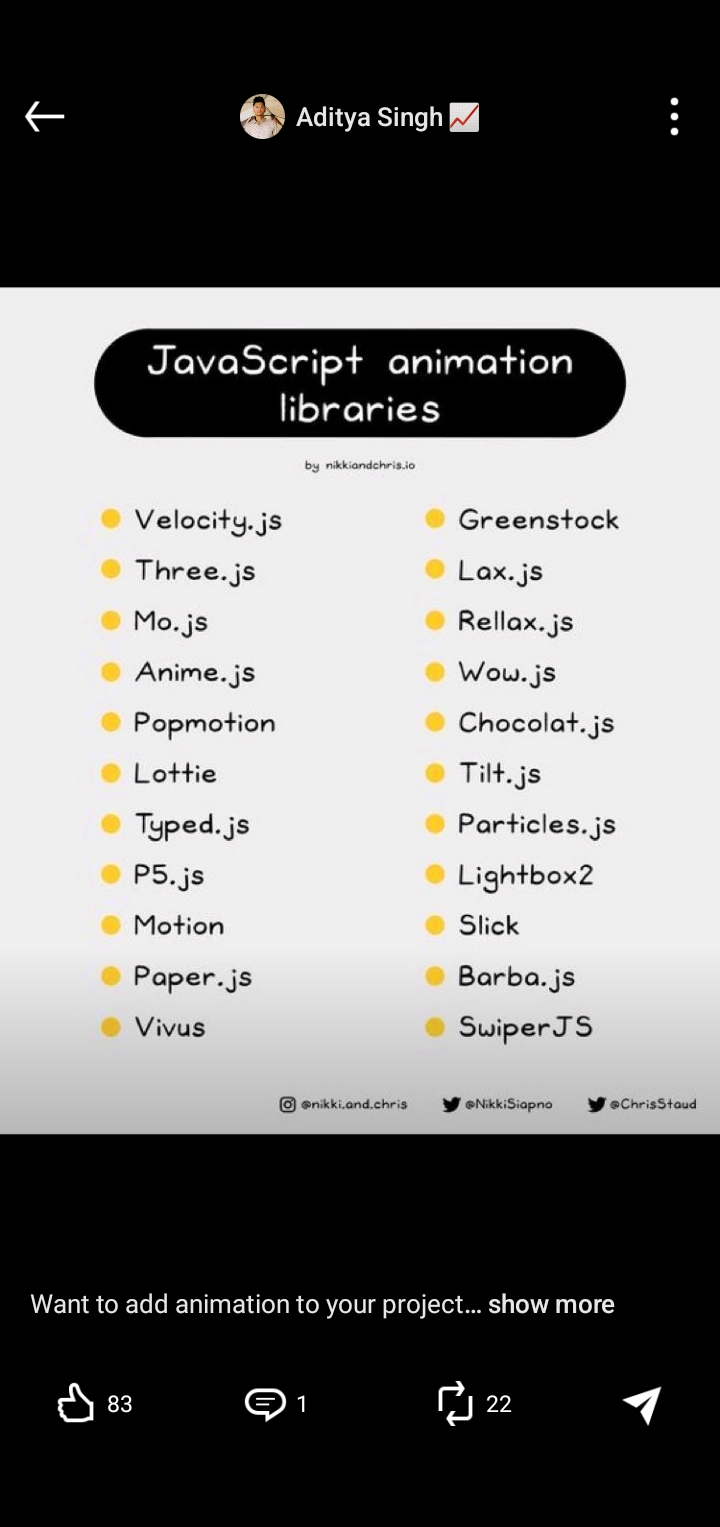 Aditya Singh 📈
JavaScript animation
libraries
by nikkiandchris.io
Velocity.js
Three.js
Mo.js
Anime.js
Popmotion
Lottie
Typed.js
P5.js
Motion
Paper.js
Vivus
Greenstock
Lax.js
Rellax.js
Wow.js
Chocolat.js
Tilt.js
Particles.js
Lightbox2
Slick
Barba.js
SwiperJS
@nikki.and.chris @NikkiSiapno @ChrisStaud
Want to add animation to your project... show more
83 1 22